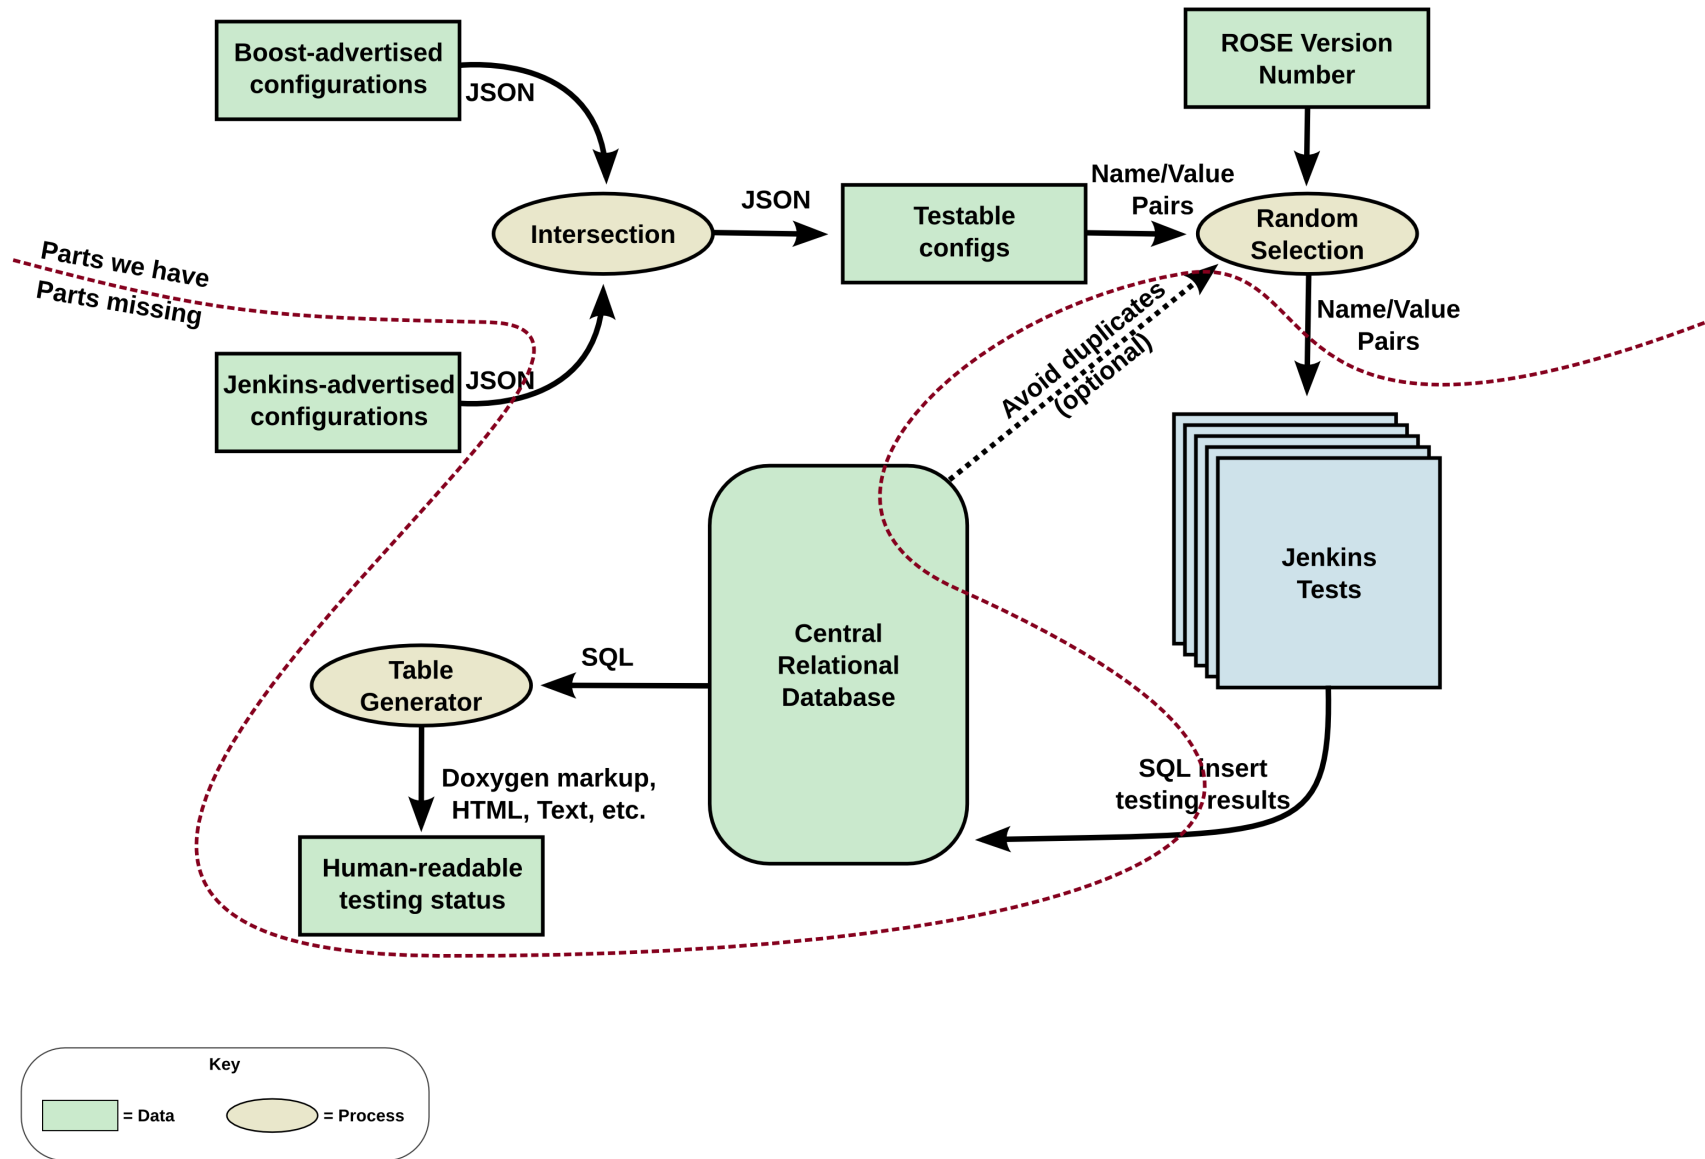 Boost-advertised
configurations
JSON
ROSE Version
Number
Name/Value
Pairs
JSON
Testable
configs
Random
Selection
Intersection
Parts we have
Parts missing
Name/Value
Pairs
Avoid duplicates
(optional)
Jenkins-advertised
configurations
JSON
Jenkins
Tests
Central
Relational
Database
SQL
Table
Generator
Doxygen markup,
HTML, Text, etc.
SQL insert
testing results
Human-readable
testing status
Key
= Data
= Process